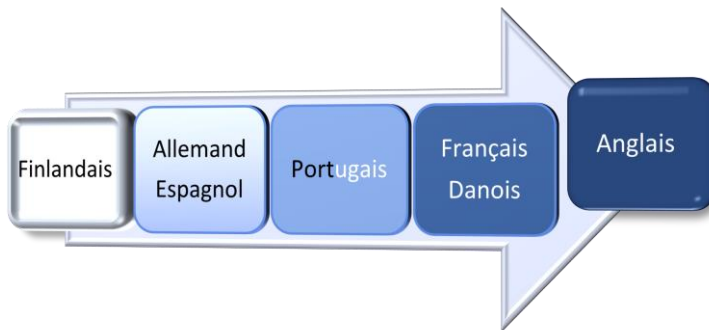 Finlandais
Allemand
Espagnol
Portugais
Français
Danois
Anglais